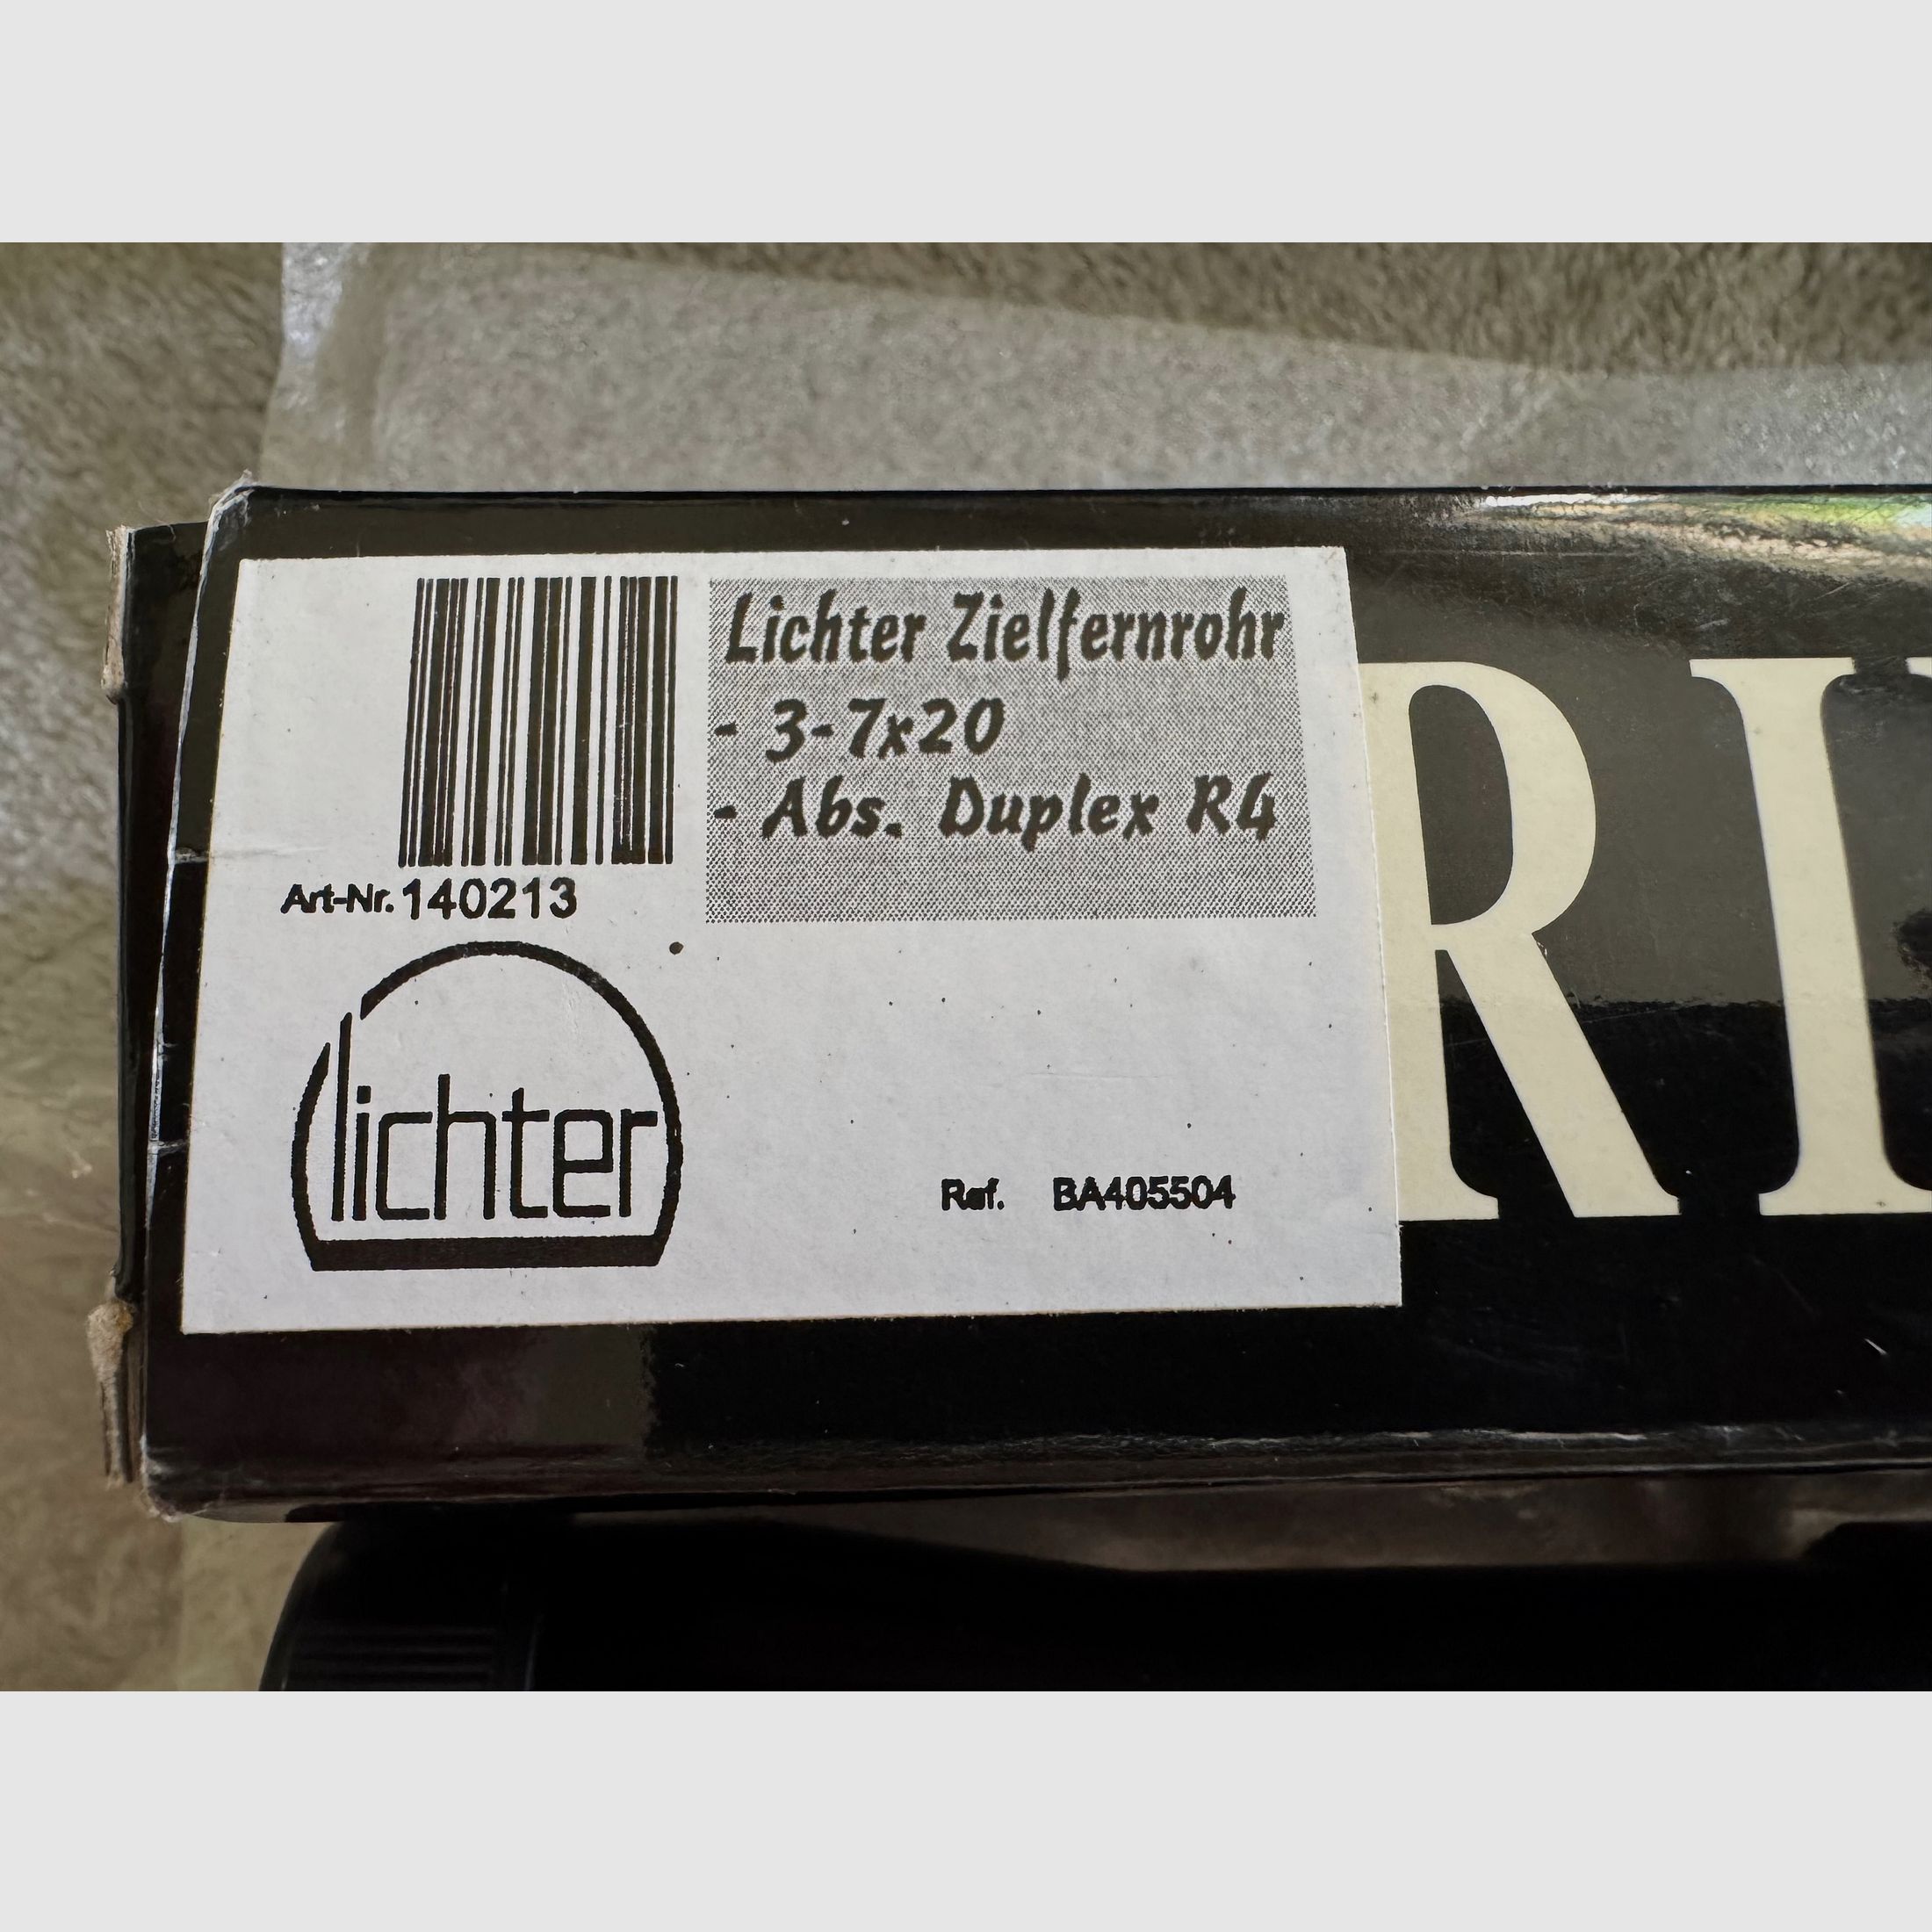 Lichter Zielfernrohr
- 3-7x20
- Abs. Duplex R4
Art-Nr. 140213
lichter
Ref. BA405504
RI